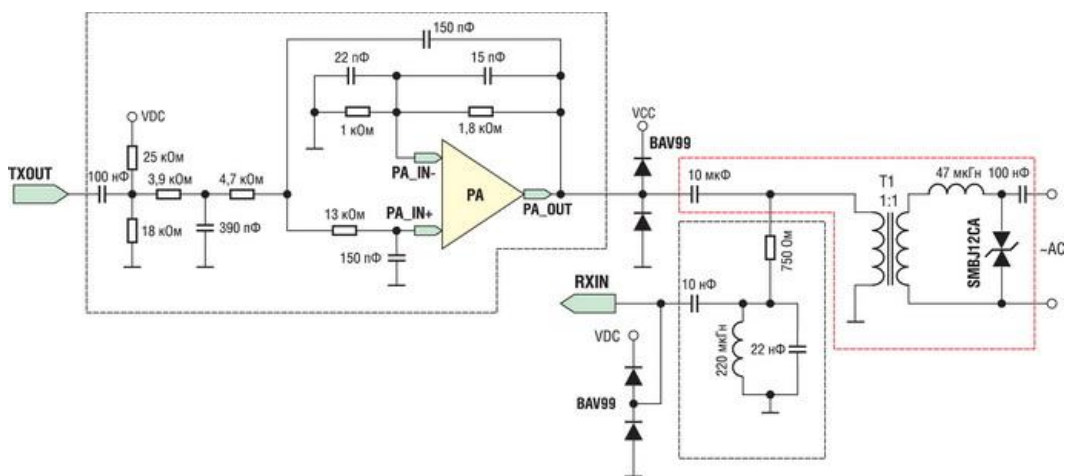 150 пФ
22 пФ
15 пФ
VDC
1 кОм
1,8 кОм
VCC
BAV99
25 кОм
TXOUT
100 нФ
3,9 кОм
4,7 кОм
PA_IN-
PA
PA_OUT
10 мкФ
T1
1:1
47 мкГн
100 нФ
18 кОм
390 пФ
13 кОм
PA_IN+
150 пФ
750 Ом
SMBJ12CA
~AC
RXIN
10 нФ
VDC
220 мкГн
22 нФ
BAV99